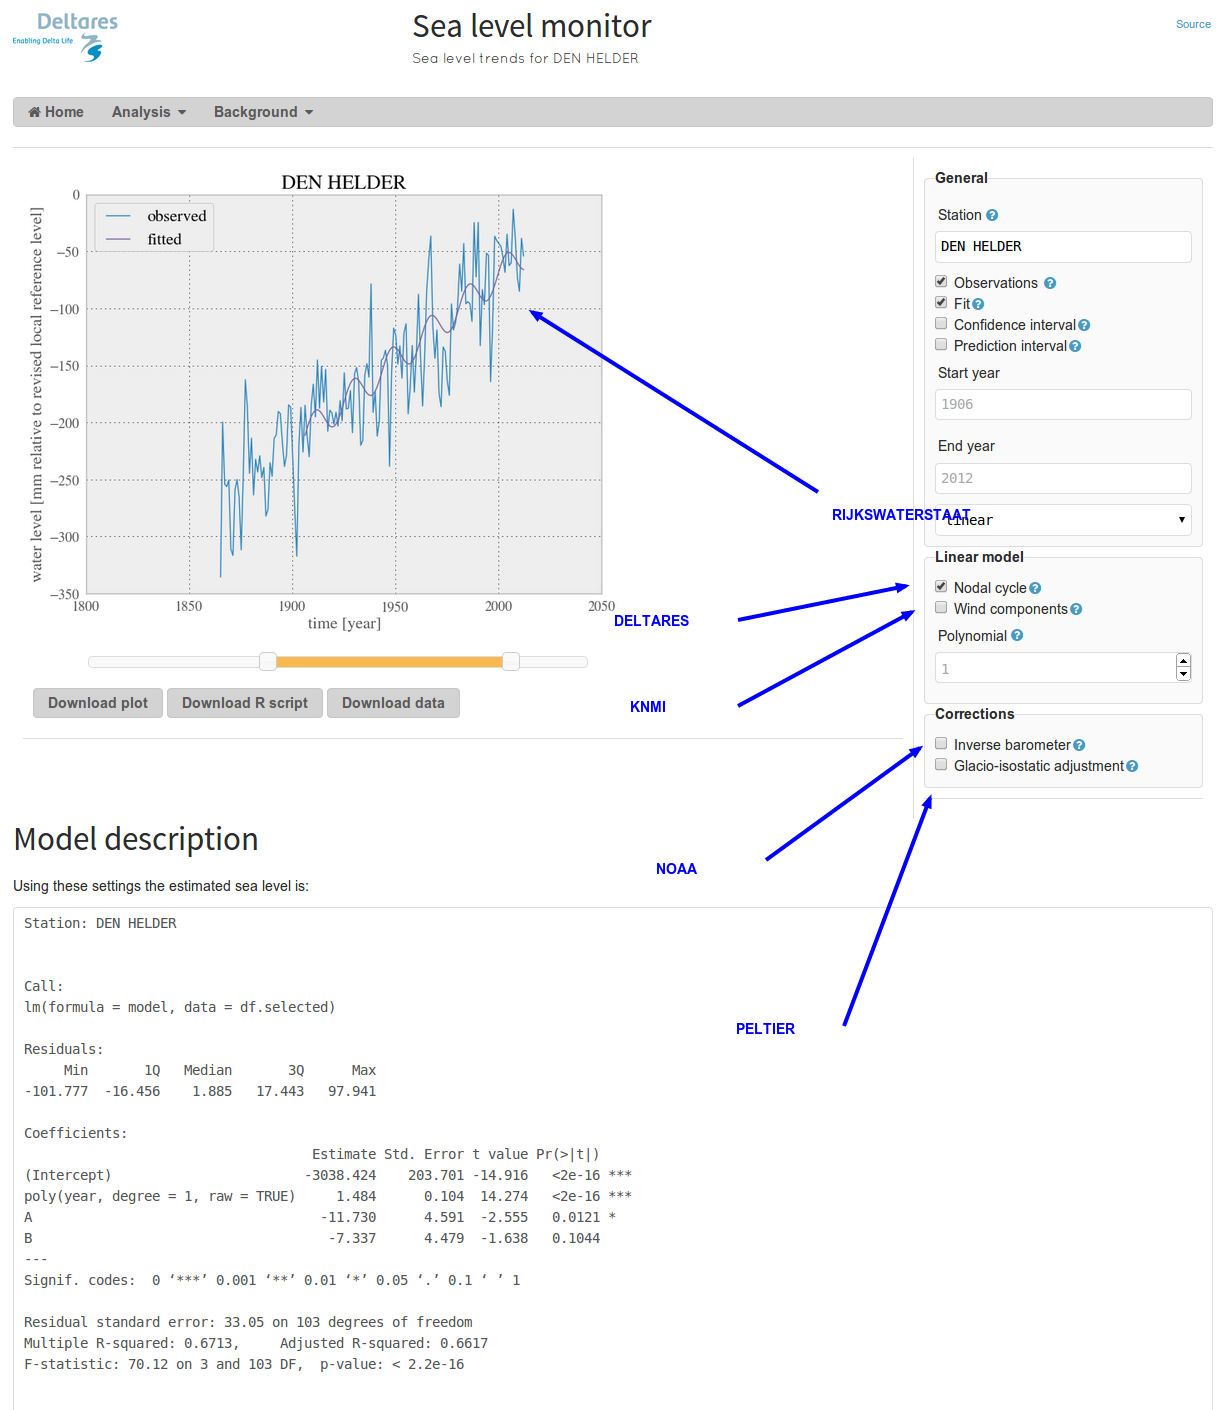 Deltares
Enabling Delta Life
Sea level monitor
Sea level trends for DEN HELDER
Source
Home Analysis Background
DEN HELDER
observed
fitted
water level [mm relative to revised local reference level]
0
−50
−100
−150
−200
−250
−300
−350
1800 1850 1900 1950 2000 2050
time [year]
Download plot Download R script Download data
General
Station ?
DEN HELDER
Observations ?
Fit ?
Confidence interval ?
Prediction interval ?
Start year
1906
End year
2012
linear
Linear model
Nodal cycle ?
Wind components ?
Polynomial ?
1
Corrections
Inverse barometer ?
Glacio-isostatic adjustment ?
RIJKSWATERSTAAT
DELTARES
KNMI
NOAA
PELTIER
Model description
Using these settings the estimated sea level is:
Station: DEN HELDER
Call:
lm(formula = model, data = df.selected)
Residuals:
Min 1Q Median 3Q Max
-101.777 -16.456 1.885 17.443 97.941
Coefficients:
Estimate Std. Error t value Pr(>|t|)
(Intercept) -3038.424 203.701 -14.916 <2e-16 ***
poly(year, degree = 1, raw = TRUE) 1.484 0.104 14.274 <2e-16 ***
A -11.730 4.591 -2.555 0.0121 *
B -7.337 4.479 -1.638 0.1044
---
Signif. codes: 0 ‘***’ 0.001 ‘**’ 0.01 ‘*’ 0.05 ‘.’ 0.1 ‘ ’ 1
Residual standard error: 33.05 on 103 degrees of freedom
Multiple R-squared: 0.6713, Adjusted R-squared: 0.6617
F-statistic: 70.12 on 3 and 103 DF, p-value: < 2.2e-16